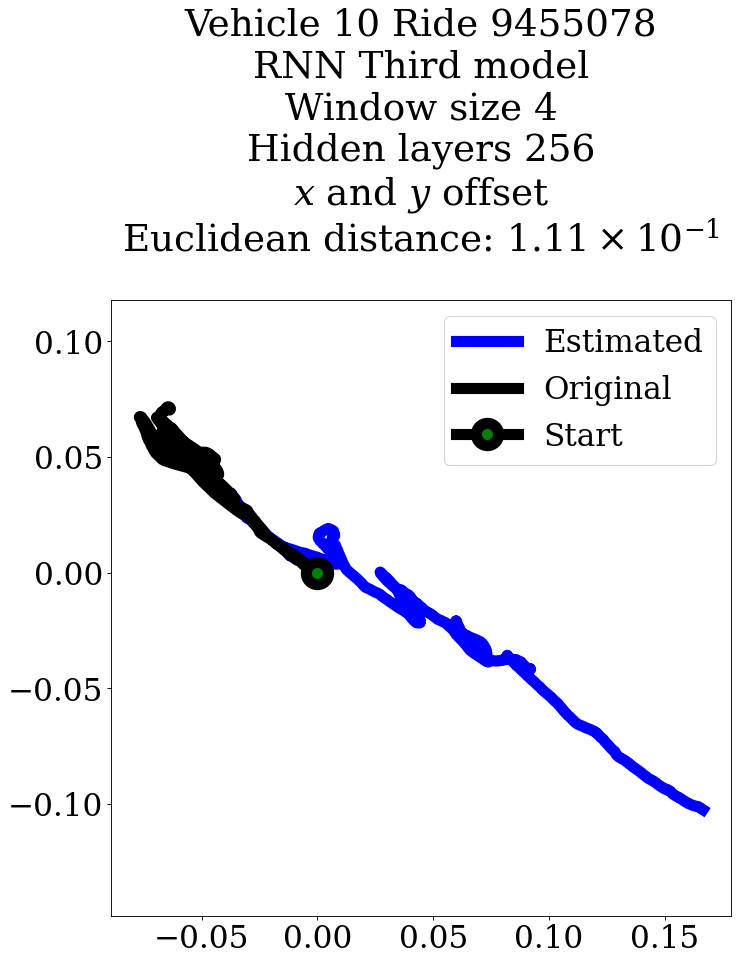 Vehicle 10 Ride 9455078
RNN Third model
Window size 4
Hidden layers 256
x and y offset
Euclidean distance: 1.11 × 10⁻¹
Estimated
Original
Start
0.10
0.05
0.00
−0.05
−0.10
−0.05 0.00 0.05 0.10 0.15